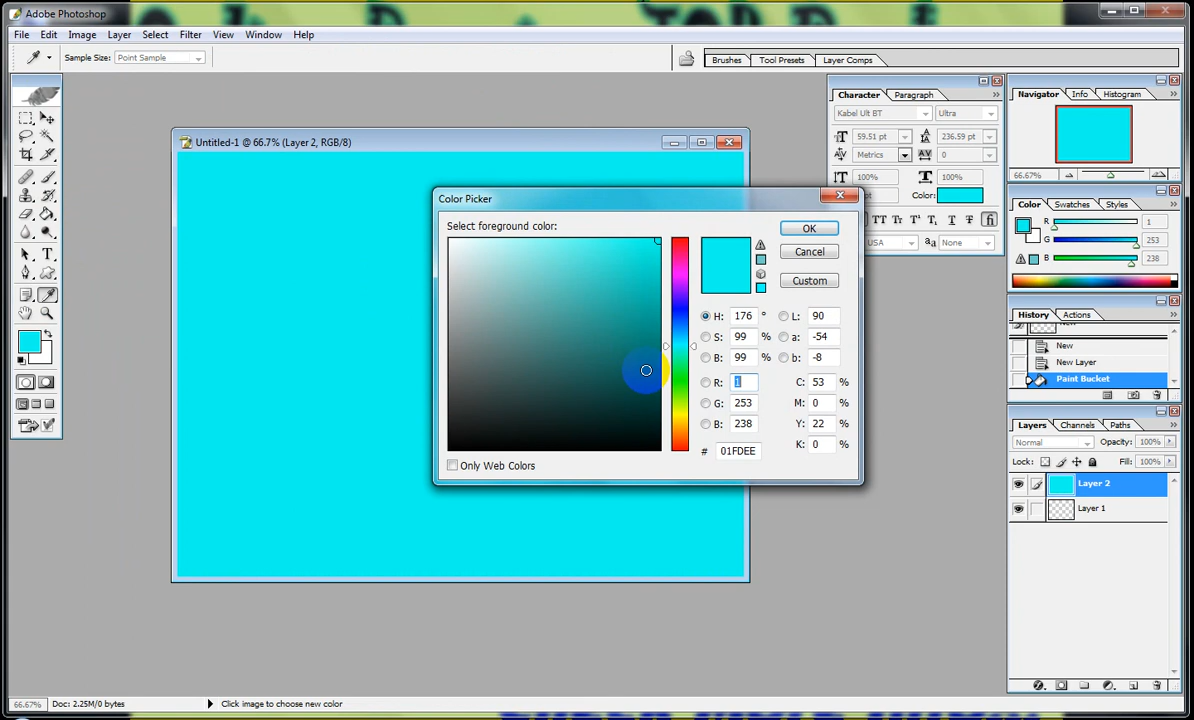 Adobe Photoshop
File Edit Image Layer Select Filter View Window Help
Sample Size: Point Sample
Brushes Tool Presets Layer Comps
Untitled-1 @ 66.7% (Layer 2, RGB/8)
Color Picker
Select foreground color:
OK
Cancel
Custom
H: 176 °
S: 99 %
B: 99 %
R: 1
G: 253
B: 238
L: 90
a: -54
b: -8
C: 53 %
M: 0 %
Y: 22 %
K: 0 %
# 01FDEE
Only Web Colors
Character Paragraph
Kabel Ult BT Ultra
59.51 pt 236.59 pt
Metrics 0
100% 100%
Color:
TT Tr T¹ T₁ T T fi
USA aa None
Navigator Info Histogram
66.67%
Color Swatches Styles
R 1
G 253
B 238
History Actions
New
New Layer
Paint Bucket
Layers Channels Paths
Normal Opacity: 100%
Lock: Fill: 100%
Layer 2
Layer 1
66.67% Doc: 2.25M/0 bytes Click image to choose new color